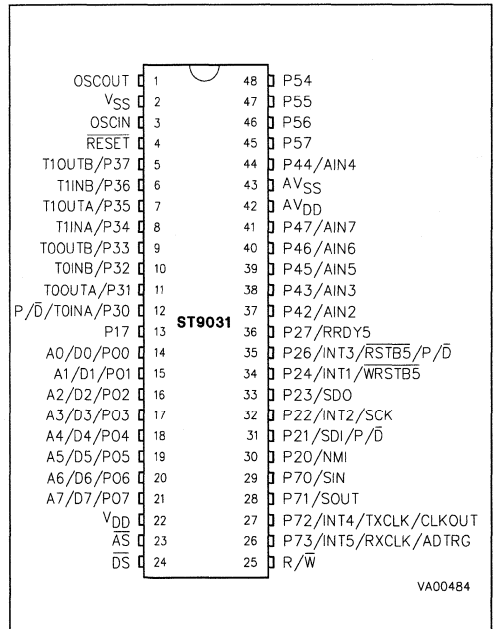 OSCOUT 1 48 P54
VSS 2 47 P55
OSCIN 3 46 P56
RESET 4 45 P57
T1OUTB/P37 5 44 P44/AIN4
T1INB/P36 6 43 AVSS
T1OUTA/P35 7 42 AVDD
T1INA/P34 8 41 P47/AIN7
T0OUTB/P33 9 40 P46/AIN6
T0INB/P32 10 39 P45/AIN5
T0OUTA/P31 11 38 P43/AIN3
P/D̅/T0INA/P30 12 37 P42/AIN2
ST9031
P17 13 36 P27/RRDY5
A0/D0/P00 14 35 P26/INT3/RSTB5/P/D̅
A1/D1/P01 15 34 P24/INT1/WRSTB5
A2/D2/P02 16 33 P23/SDO
A3/D3/P03 17 32 P22/INT2/SCK
A4/D4/P04 18 31 P21/SDI/P/D̅
A5/D5/P05 19 30 P20/NMI
A6/D6/P06 20 29 P70/SIN
A7/D7/P07 21 28 P71/SOUT
VDD 22 27 P72/INT4/TXCLK/CLKOUT
AS 23 26 P73/INT5/RXCLK/ADTRG
DS 24 25 R/W̅
VA00484